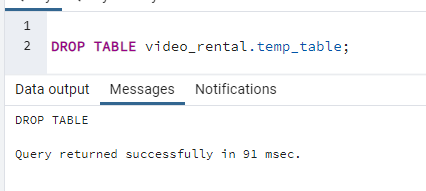 1
2 DROP TABLE video_rental.temp_table;
Data output Messages Notifications
DROP TABLE
Query returned successfully in 91 msec.